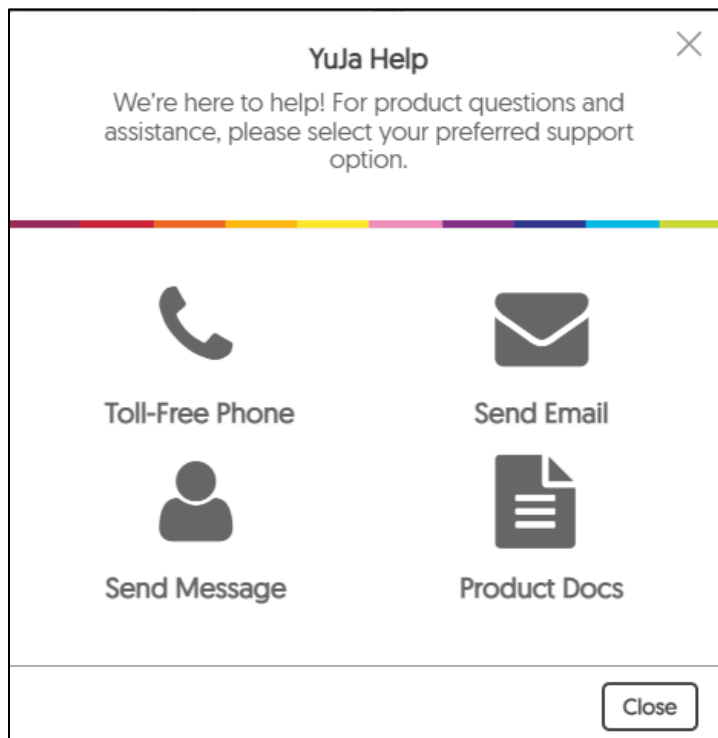 YuJa Help
We're here to help! For product questions and
assistance, please select your preferred support
option.
Toll-Free Phone
Send Email
Send Message
Product Docs
Close